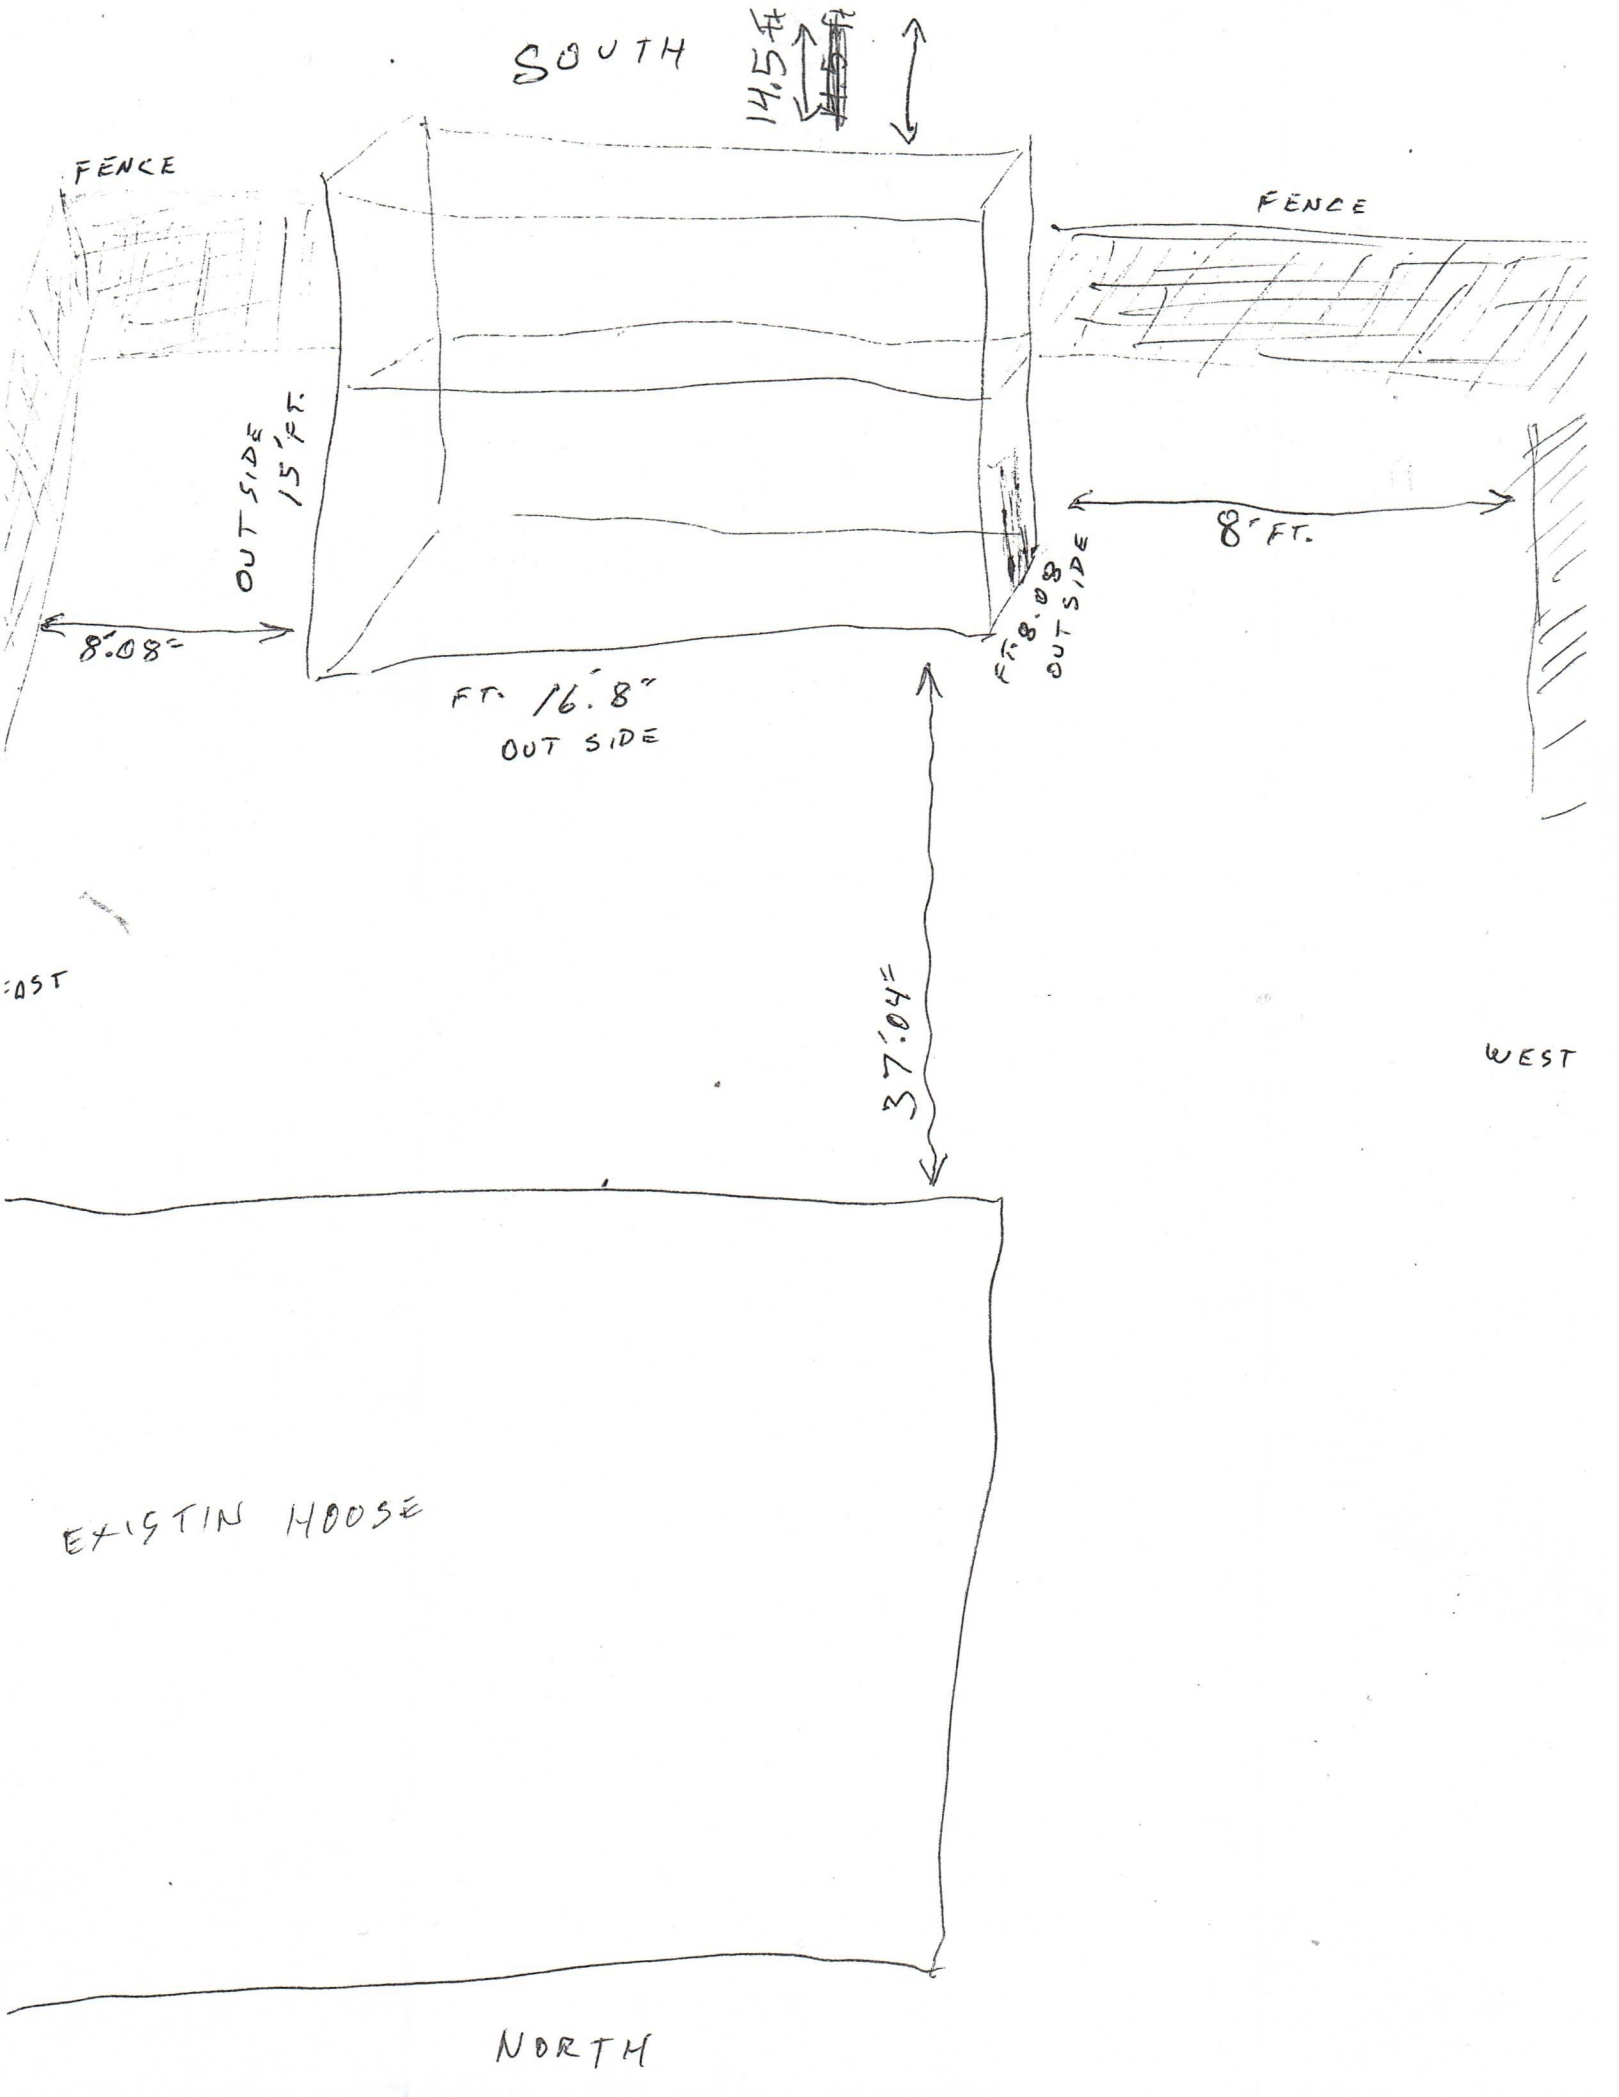 SOUTH
14.5 ft
FENCE
FENCE
OUT SIDE
15' FT.
8' FT.
8'.08"
FT. 8.08
OUT SIDE
FT. 16'.8"
OUT SIDE
37'.04"
EAST
WEST
EXISTIN HOOSE
NORTH